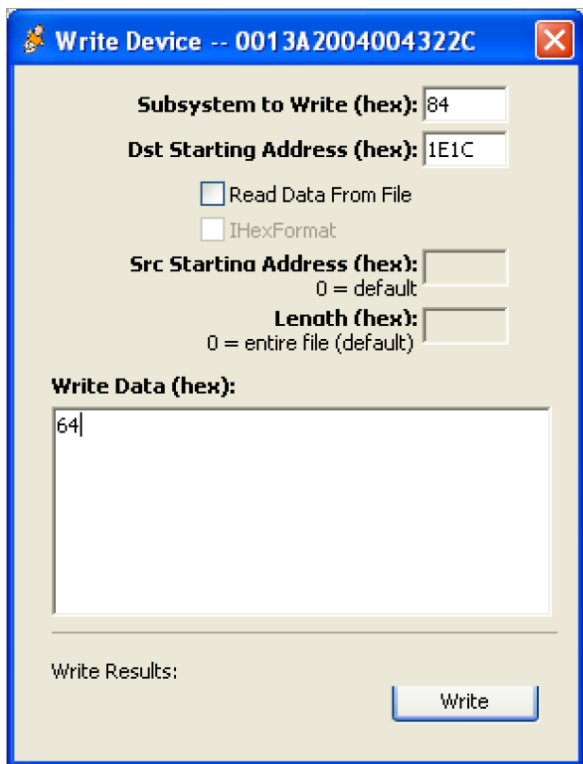 Write Device -- 0013A2004004322C
Subsystem to Write (hex): 84
Dst Starting Address (hex): 1E1C
Read Data From File
IHexFormat
Src Starting Address (hex):
0 = default
Length (hex):
0 = entire file (default)
Write Data (hex):
64
Write Results:
Write